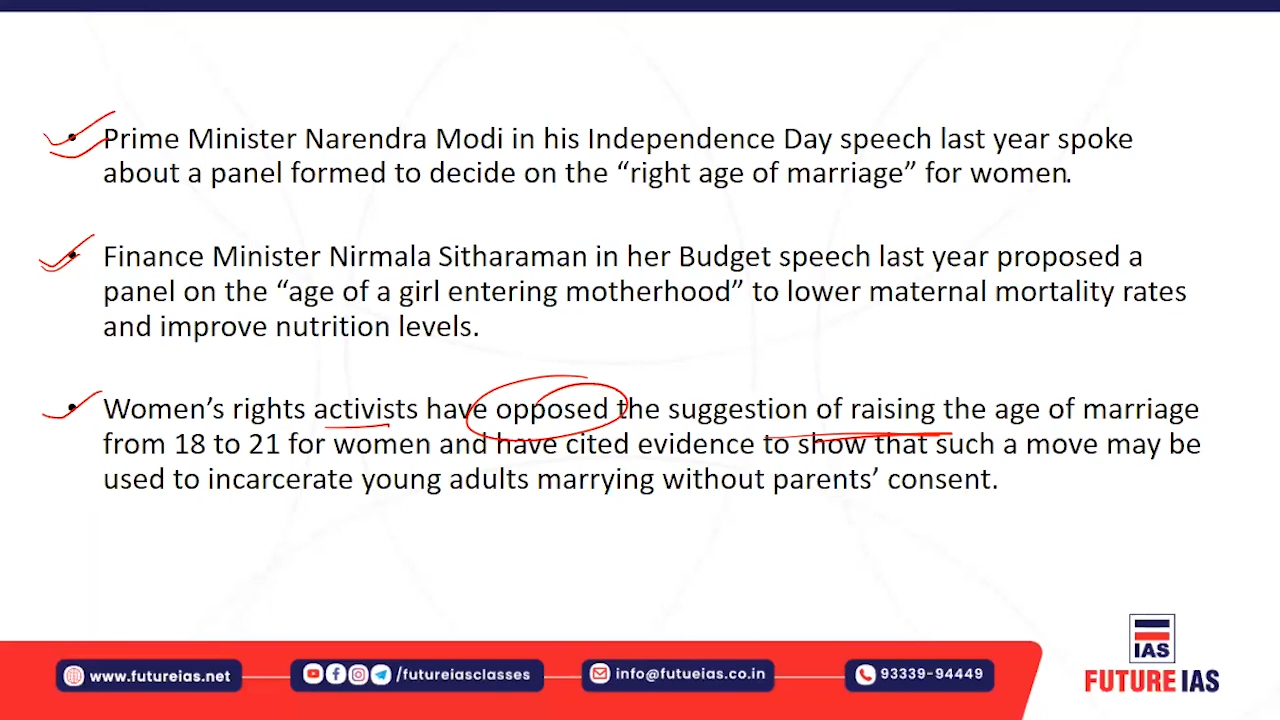 • Prime Minister Narendra Modi in his Independence Day speech last year spoke
about a panel formed to decide on the “right age of marriage” for women.
• Finance Minister Nirmala Sitharaman in her Budget speech last year proposed a
panel on the “age of a girl entering motherhood” to lower maternal mortality rates
and improve nutrition levels.
• Women’s rights activists have opposed the suggestion of raising the age of marriage
from 18 to 21 for women and have cited evidence to show that such a move may be
used to incarcerate young adults marrying without parents’ consent.
www.futureias.net
/futureiasclasses
info@futueias.co.in
93339-94449
IAS
FUTURE IAS